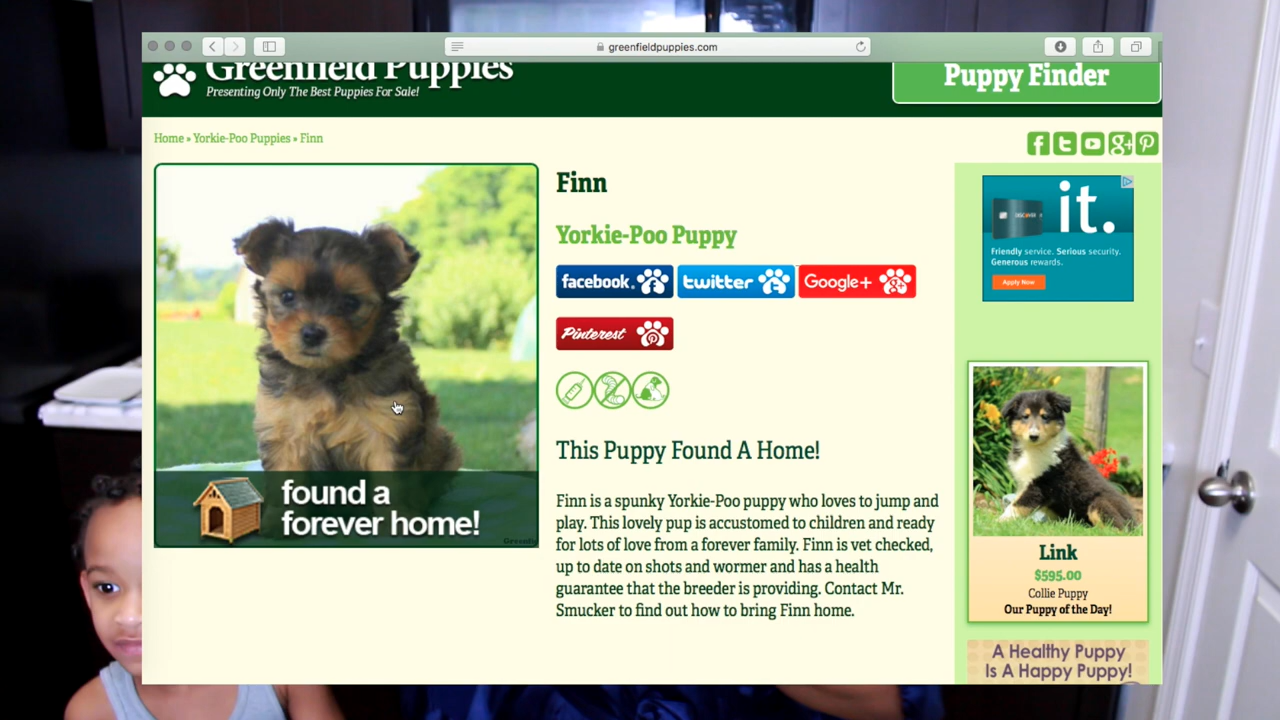 greenfieldpuppies.com
Greenfield Puppies
Presenting Only The Best Puppies For Sale!
Puppy Finder
Home » Yorkie-Poo Puppies » Finn
Finn
Yorkie-Poo Puppy
facebook.
twitter
Google+
Pinterest
This Puppy Found A Home!
Finn is a spunky Yorkie-Poo puppy who loves to jump and
play. This lovely pup is accustomed to children and ready
for lots of love from a forever family. Finn is vet checked,
up to date on shots and wormer and has a health
guarantee that the breeder is providing. Contact Mr.
Smucker to find out how to bring Finn home.
found a
forever home!
DISCOVER
it.
Friendly service. Serious security.
Generous rewards.
Apply Now
Link
$595.00
Collie Puppy
Our Puppy of the Day!
A Healthy Puppy
Is A Happy Puppy!